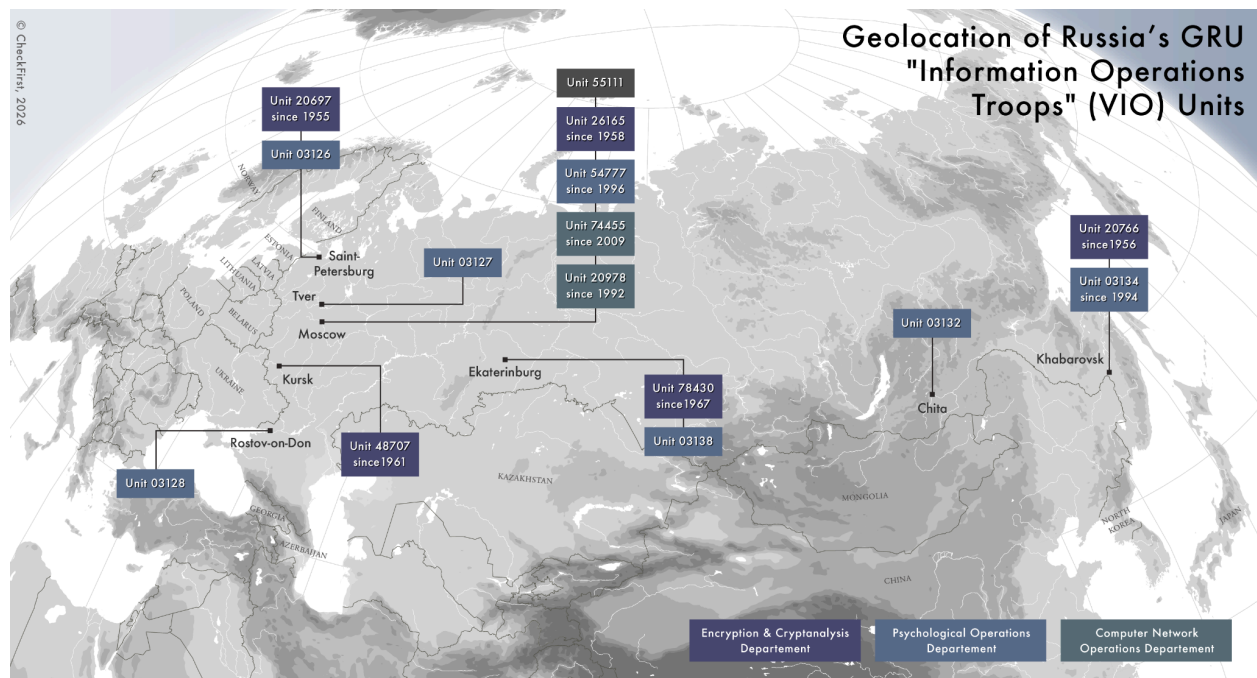 © CheckFirst, 2026
Geolocation of Russia's GRU
"Information Operations
Troops" (VIO) Units
Unit 55111
Unit 26165
since 1958
Unit 54777
since 1996
Unit 74455
since 2009
Unit 20978
since 1992
Unit 20697
since 1955
Unit 03126
NORWAY
FINLAND
ESTONIA
LATVIA
LITHUANIA
POLAND
BELARUS
UKRAINE
Saint-
Petersburg
Unit 03127
Tver
Moscow
Kursk
Ekaterinburg
Unit 20766
since1956
Unit 03134
since 1994
Unit 03132
Khabarovsk
Chita
Unit 78430
since1967
Unit 03138
Rostov-on-Don
Unit 48707
since1961
Unit 03128
KAZAKHSTAN
MONGOLIA
GEORGIA
AZERBAIJAN
NORTH
KOREA
JAPAN
CHINA
Encryption & Cryptanalysis
Departement
Psychological Operations
Departement
Computer Network
Operations Departement